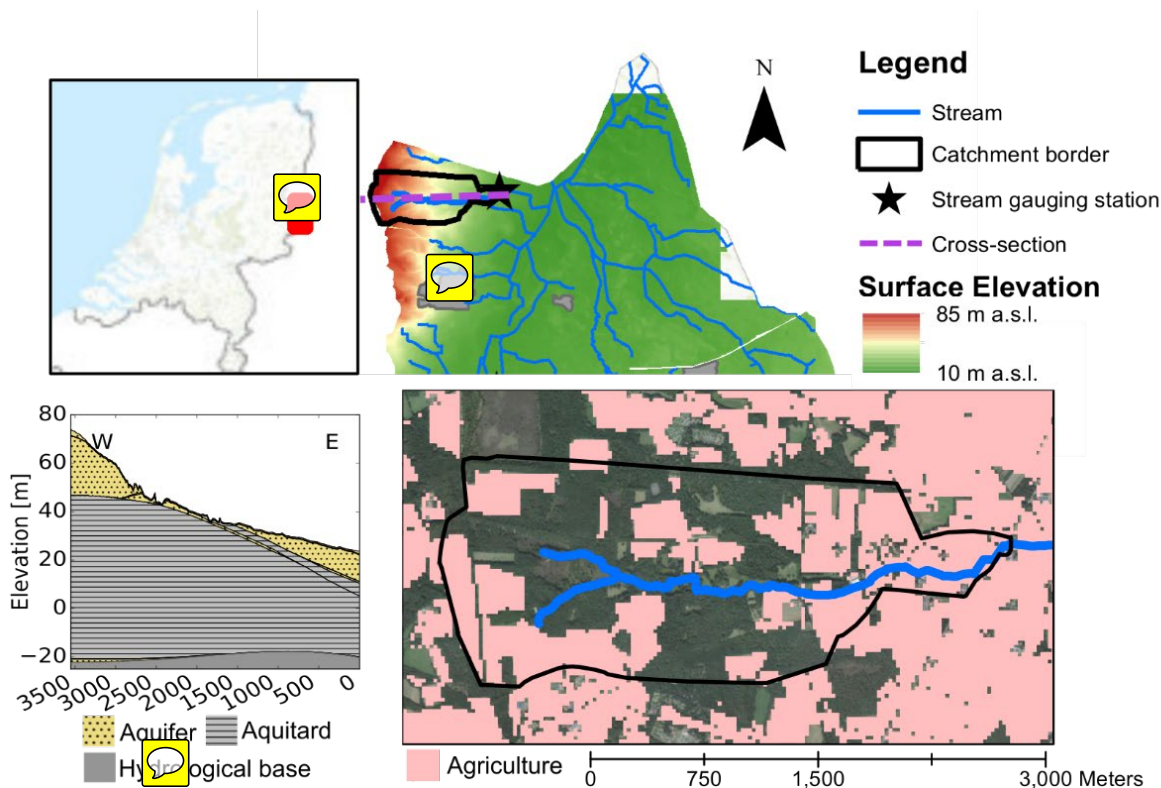 N
Legend
Stream
Catchment border
Stream gauging station
Cross-section
Surface Elevation
85 m a.s.l.
10 m a.s.l.
80
60
40
20
0
−20
Elevation [m]
W
E
3500
3000
2500
2000
1500
1000
500
0
Aquifer
Aquitard
base
Agriculture
0
750
1,500
3,000 Meters